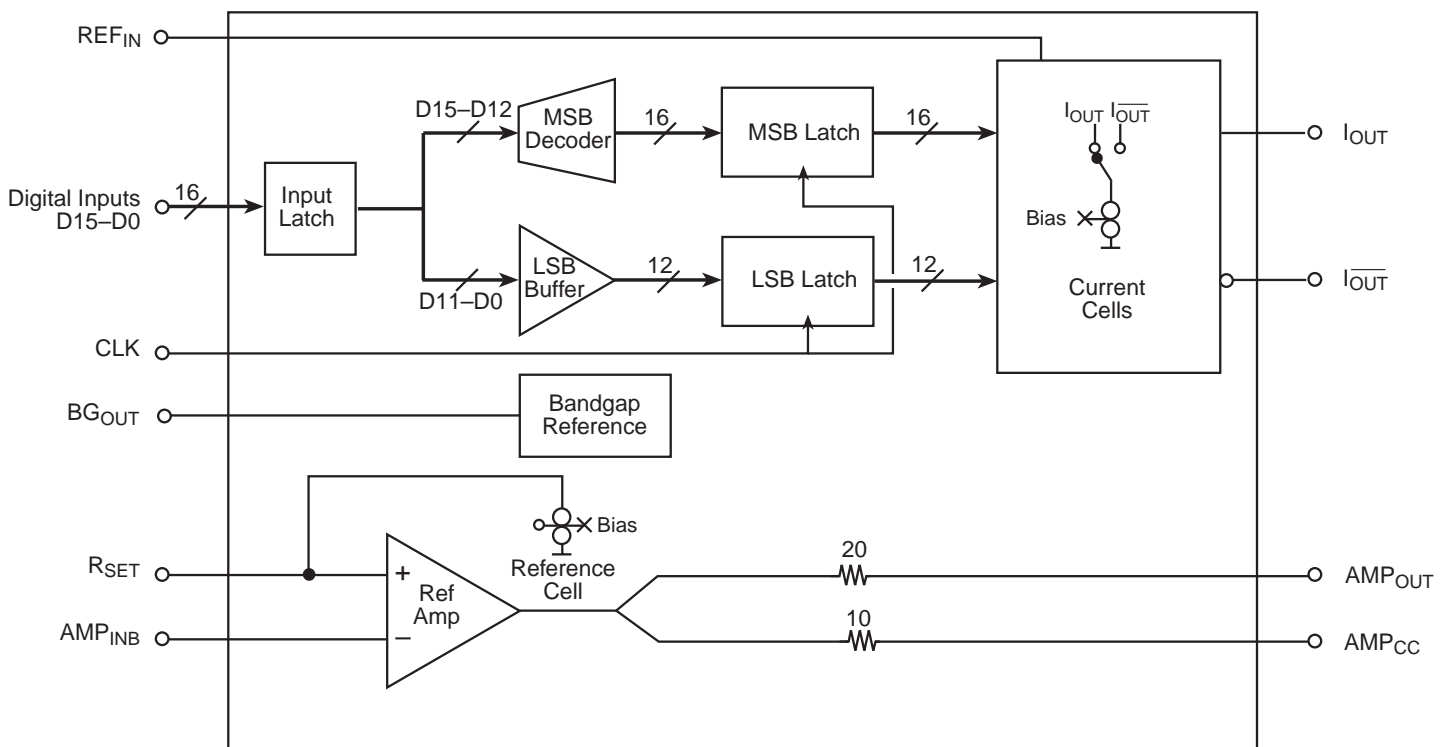 REF_IN
D15–D12
MSB
Decoder
16
MSB Latch
16
I_OUT I̅_O̅U̅T̅
I_OUT
Digital Inputs
D15–D0
16
Input
Latch
Bias
D11–D0
LSB
Buffer
12
LSB Latch
12
Current
Cells
I_O̅U̅T̅
CLK
BG_OUT
Bandgap
Reference
Bias
R_SET
+
Ref
Amp
Reference
Cell
20
AMP_OUT
AMP_INB
−
10
AMP_CC